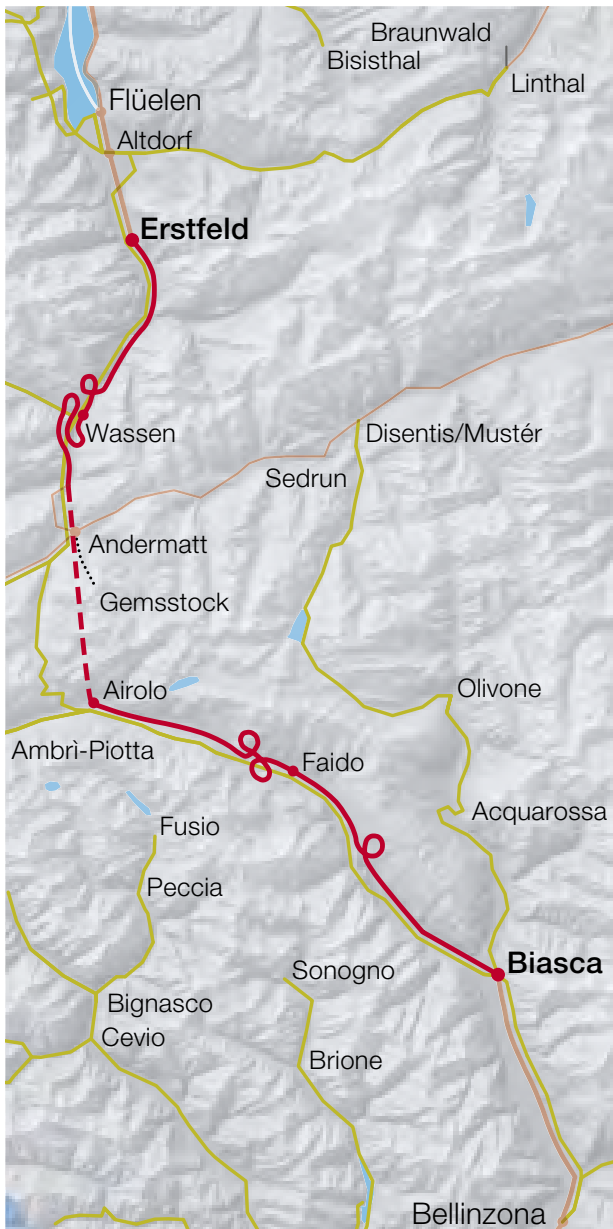 Braunwald
Bisisthal
Linthal
Flüelen
Altdorf
Erstfeld
Wassen
Disentis/Mustér
Sedrun
Andermatt
Gemsstock
Airolo
Olivone
Ambrì-Piotta
Faido
Acquarossa
Fusio
Peccia
Biasca
Sonogno
Bignasco
Cevio
Brione
Bellinzona